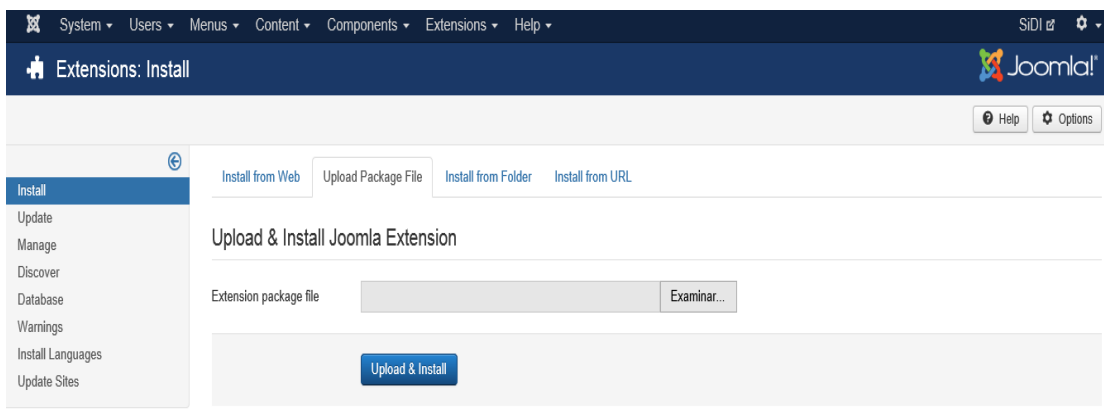 System Users Menus Content Components Extensions Help SiDI
Extensions: Install Joomla!
Help Options
Install from Web Upload Package File Install from Folder Install from URL
Install
Update
Manage
Discover
Database
Warnings
Install Languages
Update Sites
Upload & Install Joomla Extension
Extension package file Examinar...
Upload & Install